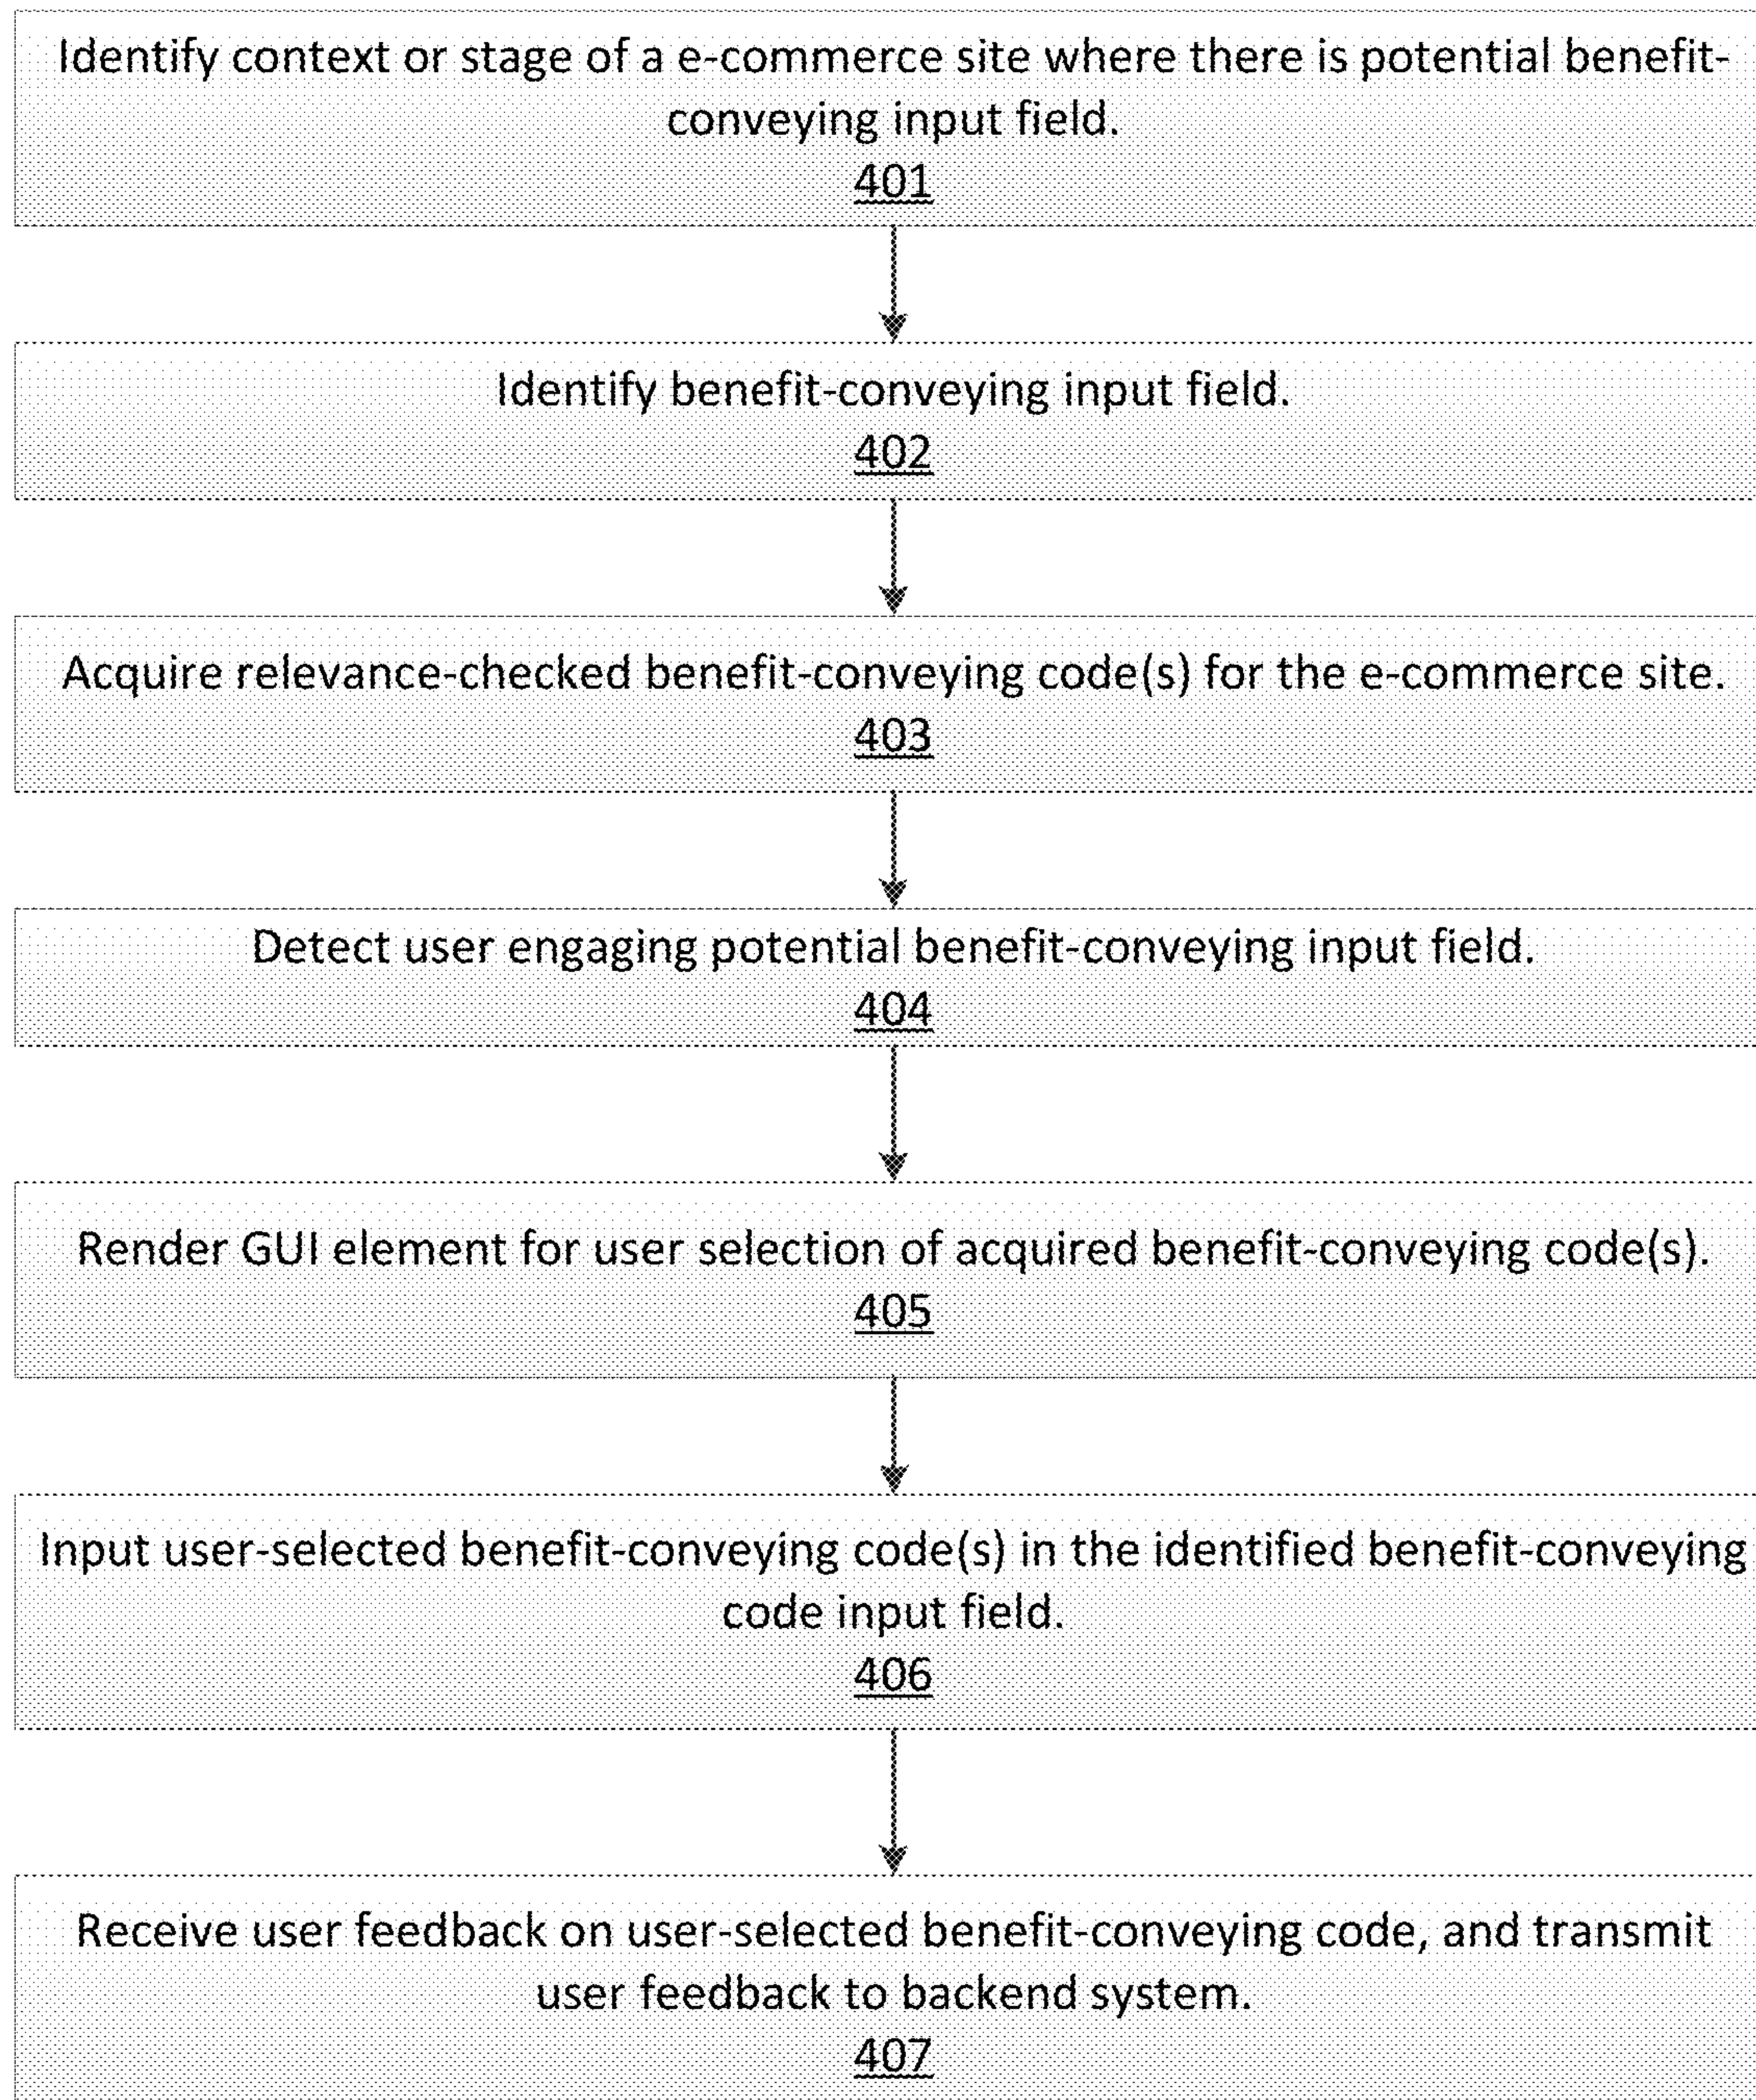 Identify context or stage of a e-commerce site where there is potential benefit-
conveying input field.
401
Identify benefit-conveying input field.
402
Acquire relevance-checked benefit-conveying code(s) for the e-commerce site.
403
Detect user engaging potential benefit-conveying input field.
404
Render GUI element for user selection of acquired benefit-conveying code(s).
405
Input user-selected benefit-conveying code(s) in the identified benefit-conveying
code input field.
406
Receive user feedback on user-selected benefit-conveying code, and transmit
user feedback to backend system.
407